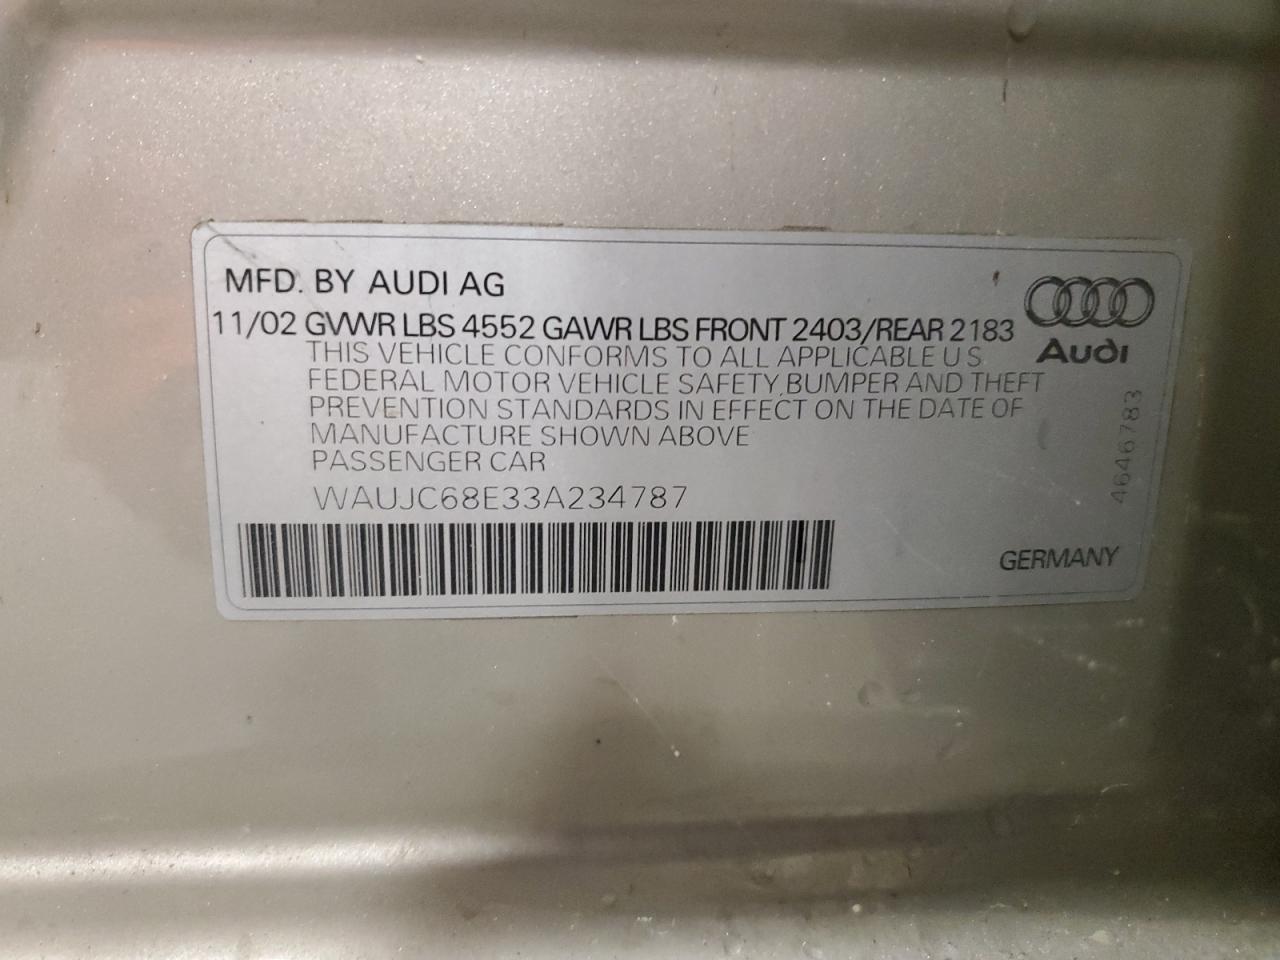 MFD. BY AUDI AG
11/02 GVWR LBS 4552 GAWR LBS FRONT 2403/REAR 2183
THIS VEHICLE CONFORMS TO ALL APPLICABLE U S
FEDERAL MOTOR VEHICLE SAFETY, BUMPER AND THEFT
PREVENTION STANDARDS IN EFFECT ON THE DATE OF
MANUFACTURE SHOWN ABOVE
PASSENGER CAR
WAUJC68E33A234787
Audi
4646783
GERMANY